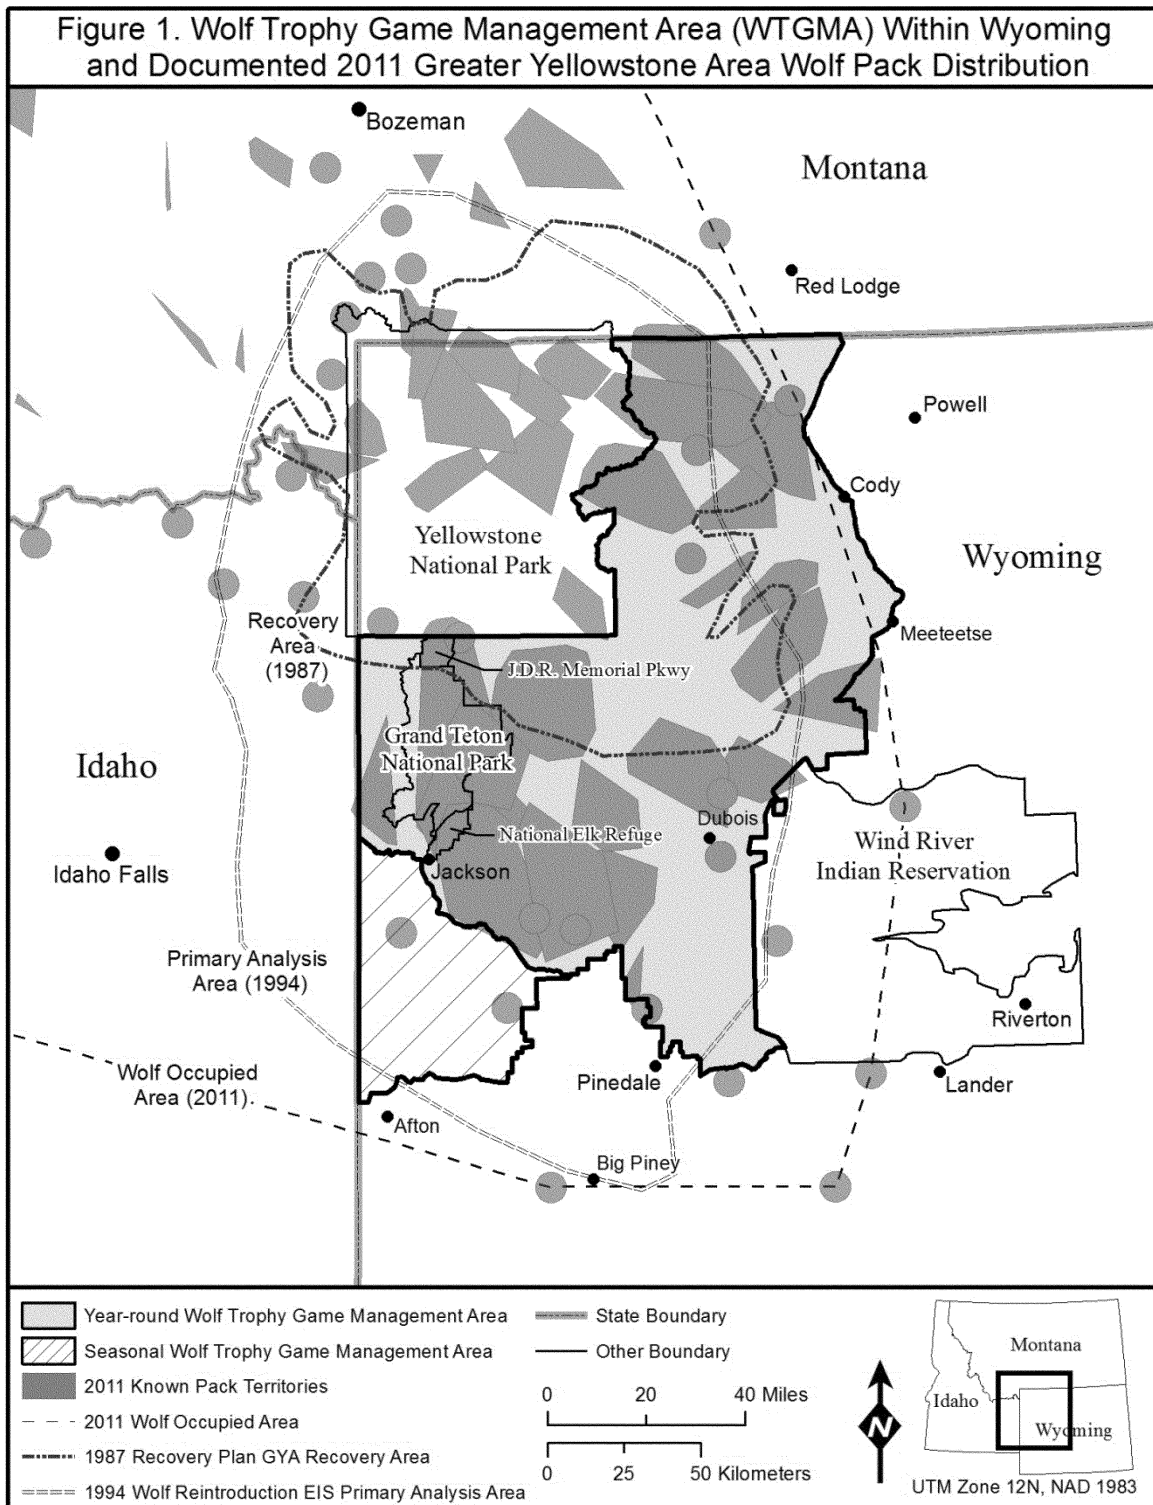 Figure 1. Wolf Trophy Game Management Area (WTGMA) Within Wyoming
and Documented 2011 Greater Yellowstone Area Wolf Pack Distribution
Bozeman
Montana
Red Lodge
Powell
Cody
Yellowstone
National Park
Wyoming
Recovery
Area
(1987)
Meeteetse
J.D.R. Memorial Pkwy
Grand Teton
National Park
Idaho
National Elk Refuge
Dubois
Wind River
Indian Reservation
Idaho Falls
Jackson
Primary Analysis
Area (1994)
Riverton
Wolf Occupied
Area (2011).
Pinedale
Lander
Afton
Big Piney
Year-round Wolf Trophy Game Management Area
Seasonal Wolf Trophy Game Management Area
2011 Known Pack Territories
2011 Wolf Occupied Area
1987 Recovery Plan GYA Recovery Area
1994 Wolf Reintroduction EIS Primary Analysis Area
State Boundary
Other Boundary
0 20 40 Miles
0 25 50 Kilometers
N
Montana
Idaho
Wyoming
UTM Zone 12N, NAD 1983